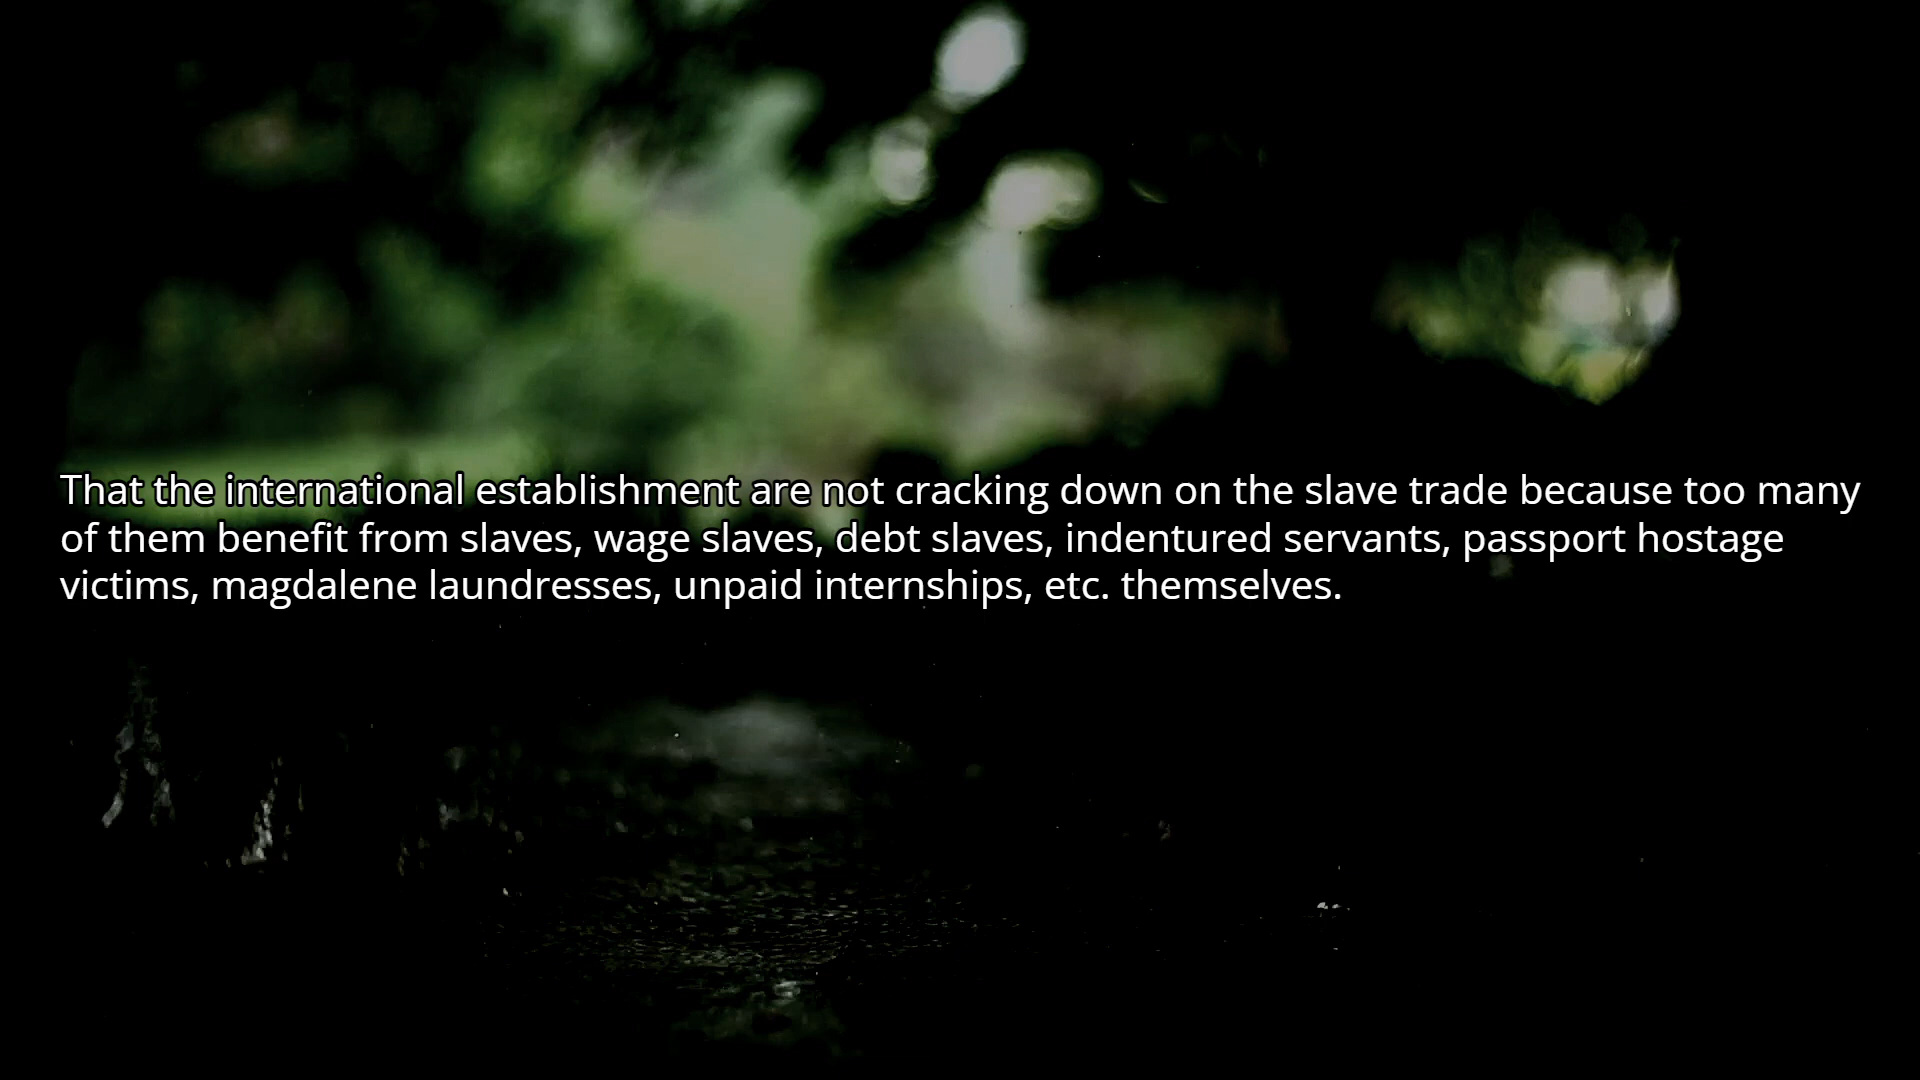 That the international establishment are not cracking down on the slave trade because too many
of them benefit from slaves, wage slaves, debt slaves, indentured servants, passport hostage
victims, magdalene laundresses, unpaid internships, etc. themselves.